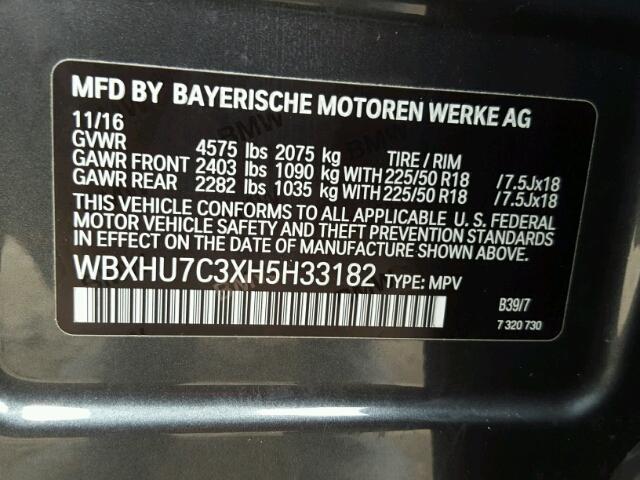 MFD BY BAYERISCHE MOTOREN WERKE AG
11/16
GVWR 4575 lbs 2075 kg TIRE / RIM
GAWR FRONT 2403 lbs 1090 kg WITH 225/50 R18 /7.5Jx18
GAWR REAR 2282 lbs 1035 kg WITH 225/50 R18 /7.5Jx18
THIS VEHICLE CONFORMS TO ALL APPLICABLE U. S. FEDERAL
MOTOR VEHICLE SAFETY AND THEFT PREVENTION STANDARDS
IN EFFECT ON THE DATE OF MANUFACTURE SHOWN ABOVE.
WBXHU7C3XH5H33182 TYPE: MPV
B39/7
7 320 730